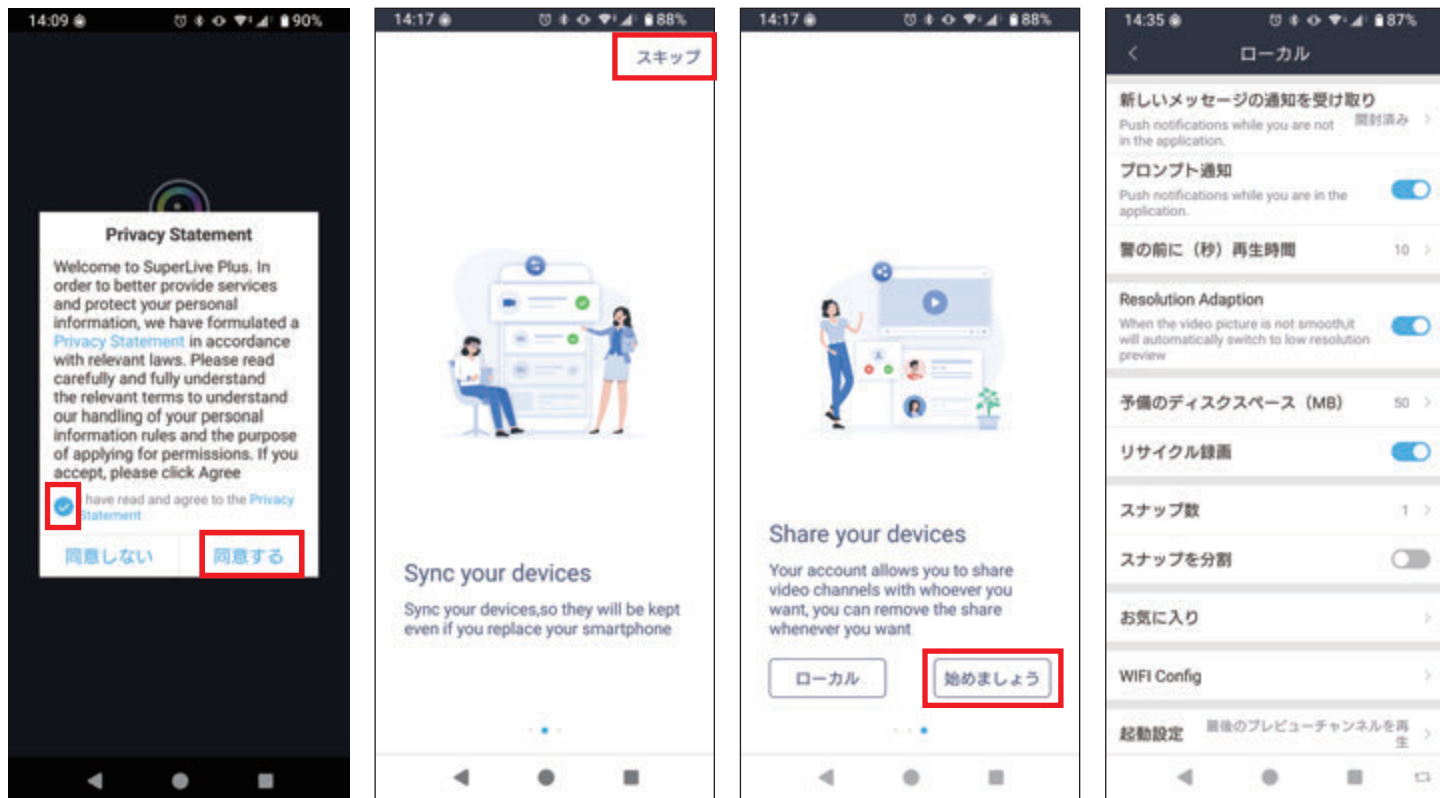 14:09
90%
Privacy Statement
Welcome to SuperLive Plus. In
order to better provide services
and protect your personal
information, we have formulated a
Privacy Statement in accordance
with relevant laws. Please read
carefully and fully understand
the relevant terms to understand
our handling of your personal
information rules and the purpose
of applying for permissions. If you
accept, please click Agree
have read and agree to the Privacy
Statement
同意しない
同意する
14:17
88%
スキップ
Sync your devices
Sync your devices,so they will be kept
even if you replace your smartphone
14:17
88%
Share your devices
Your account allows you to share
video channels with whoever you
want, you can remove the share
whenever you want
ローカル
始めましょう
14:35
87%
ローカル
新しいメッセージの通知を受け取り
Push notifications while you are not
in the application.
開封済み
プロンプト通知
Push notifications while you are in the
application.
警の前に（秒）再生時間
10
Resolution Adaption
When the video picture is not smooth,it
will automatically switch to low resolution
preview
予備のディスクスペース（MB）
50
リサイクル録画
スナップ数
1
スナップを分割
お気に入り
WIFI Config
起動設定
最後のプレビューチャンネルを再
生